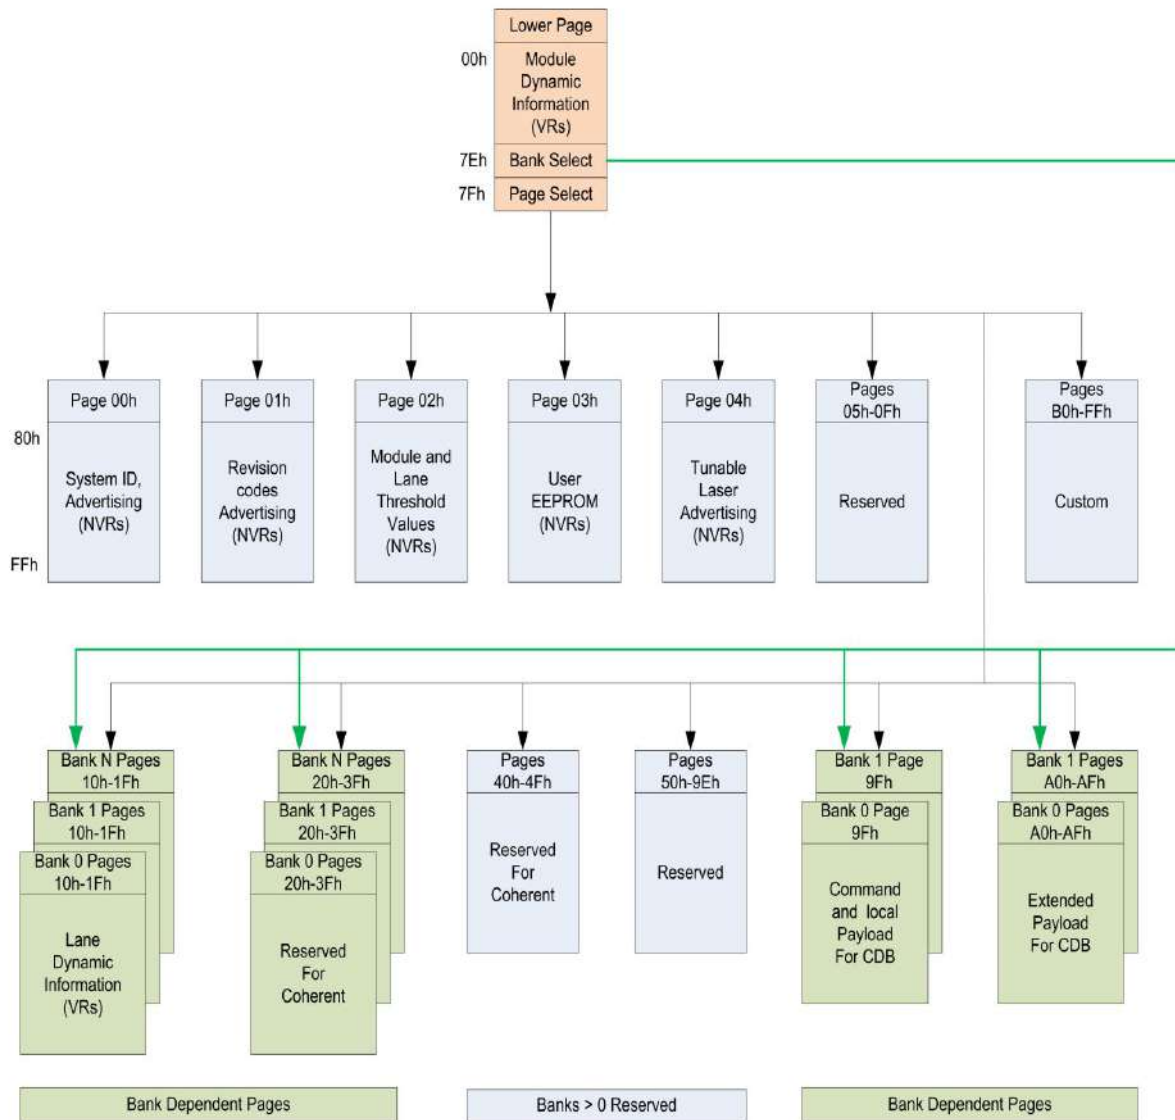 Lower Page
00h
Module
Dynamic
Information
(VRs)
7Eh
Bank Select
7Fh
Page Select
Page 00h
Page 01h
Page 02h
Page 03h
Page 04h
Pages
05h-0Fh
Pages
B0h-FFh
80h
System ID,
Advertising
(NVRs)
Revision
codes
Advertising
(NVRs)
Module and
Lane
Threshold
Values
(NVRs)
User
EEPROM
(NVRs)
Tunable
Laser
Advertising
(NVRs)
Reserved
Custom
FFh
Bank N Pages
10h-1Fh
Bank 1 Pages
10h-1Fh
Bank 0 Pages
10h-1Fh
Lane
Dynamic
Information
(VRs)
Bank N Pages
20h-3Fh
Bank 1 Pages
20h-3Fh
Bank 0 Pages
20h-3Fh
Reserved
For
Coherent
Pages
40h-4Fh
Reserved
For
Coherent
Pages
50h-9Eh
Reserved
Bank 1 Page
9Fh
Bank 0 Page
9Fh
Command
and local
Payload
For CDB
Bank 1 Pages
A0h-AFh
Bank 0 Pages
A0h-AFh
Extended
Payload
For CDB
Bank Dependent Pages
Banks > 0 Reserved
Bank Dependent Pages